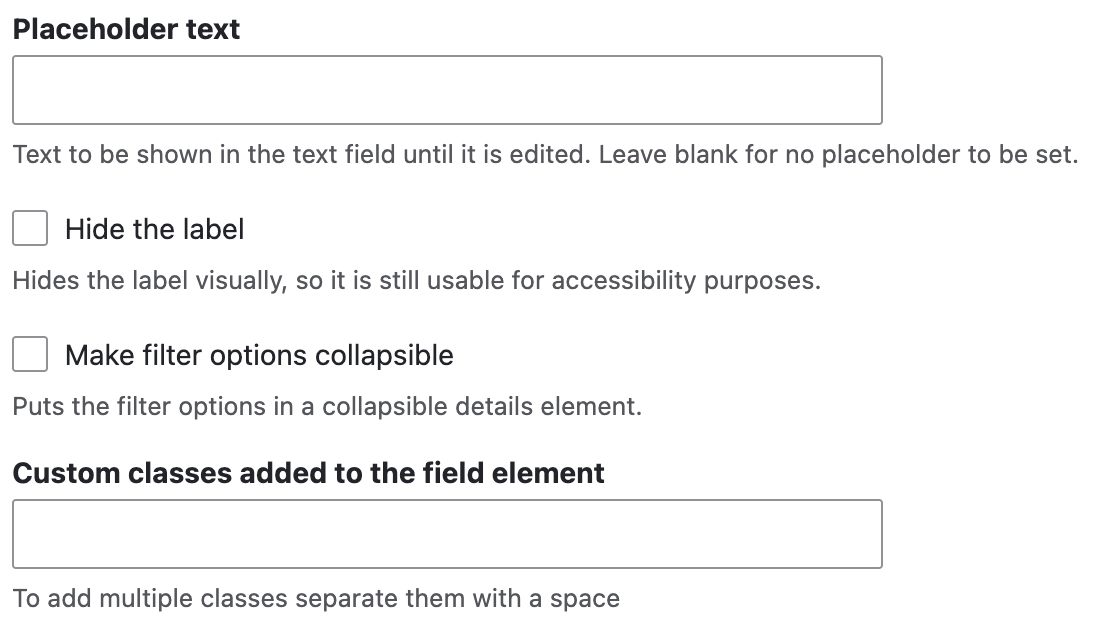 Placeholder text
Text to be shown in the text field until it is edited. Leave blank for no placeholder to be set.
Hide the label
Hides the label visually, so it is still usable for accessibility purposes.
Make filter options collapsible
Puts the filter options in a collapsible details element.
Custom classes added to the field element
To add multiple classes separate them with a space